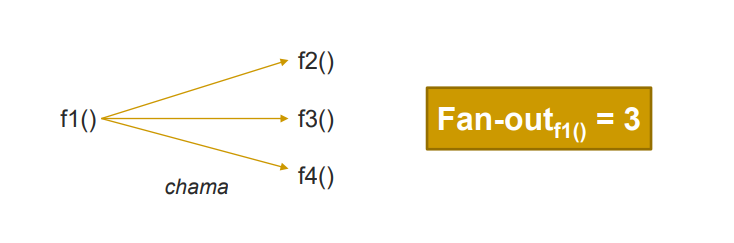 f2()
f1()
f3()
f4()
chama
Fan-outf1() = 3